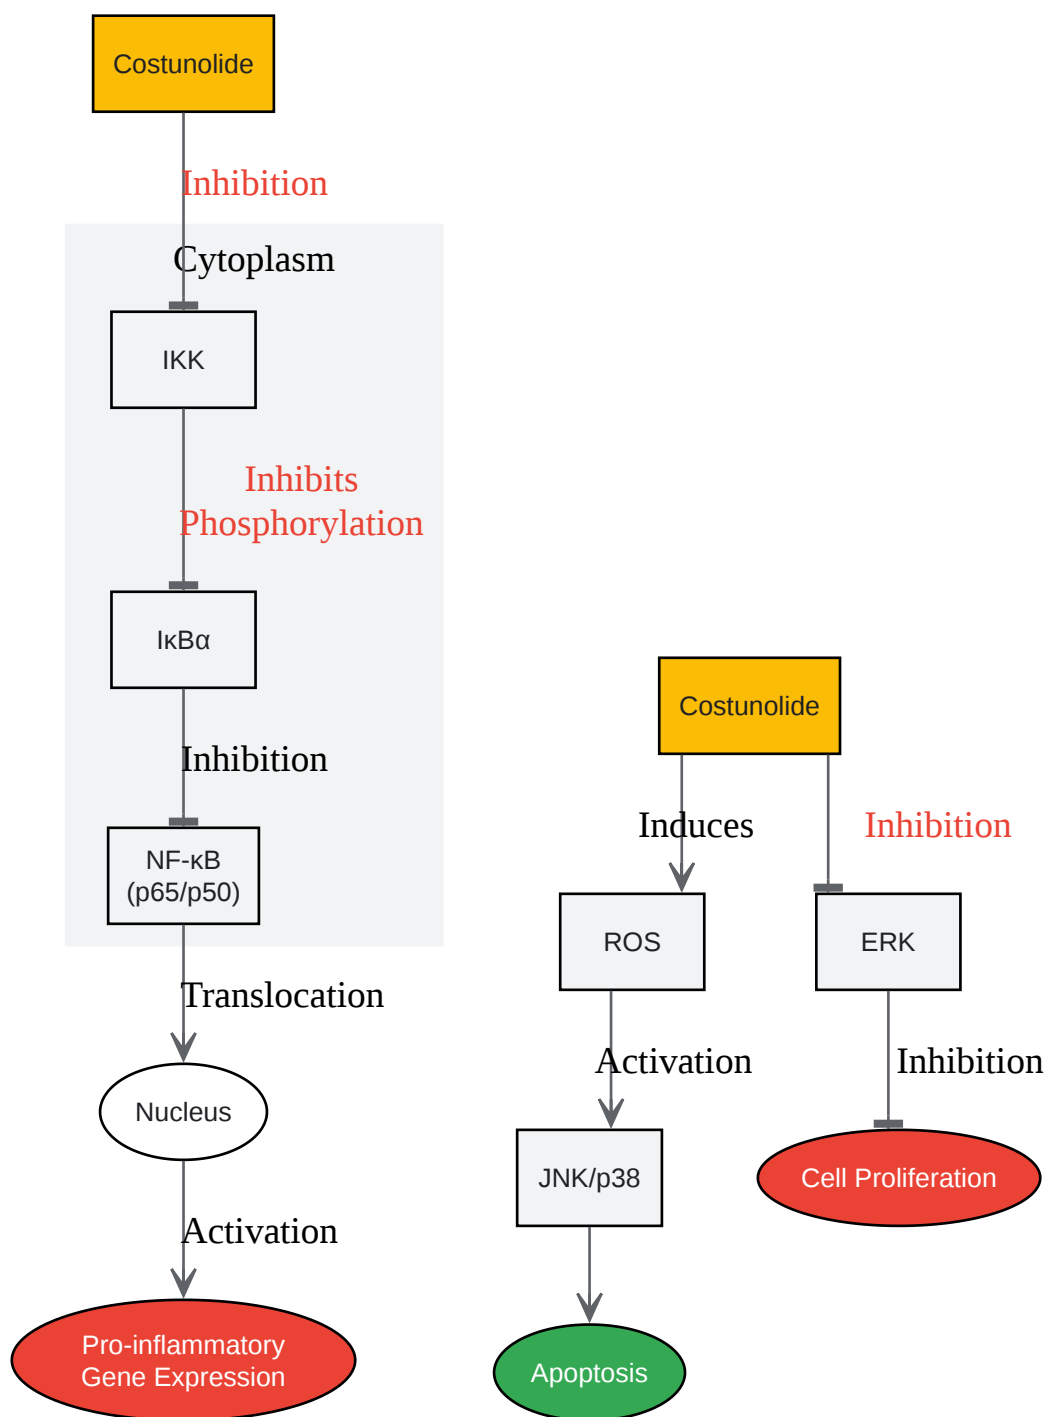 Costunolide
Inhibition
Cytoplasm
IKK
Inhibits
Phosphorylation
IκBα
Inhibition
NF-κB
(p65/p50)
Translocation
Nucleus
Activation
Pro-inflammatory
Gene Expression
Costunolide
Induces
Inhibition
ROS
ERK
Activation
Inhibition
JNK/p38
Cell Proliferation
Apoptosis